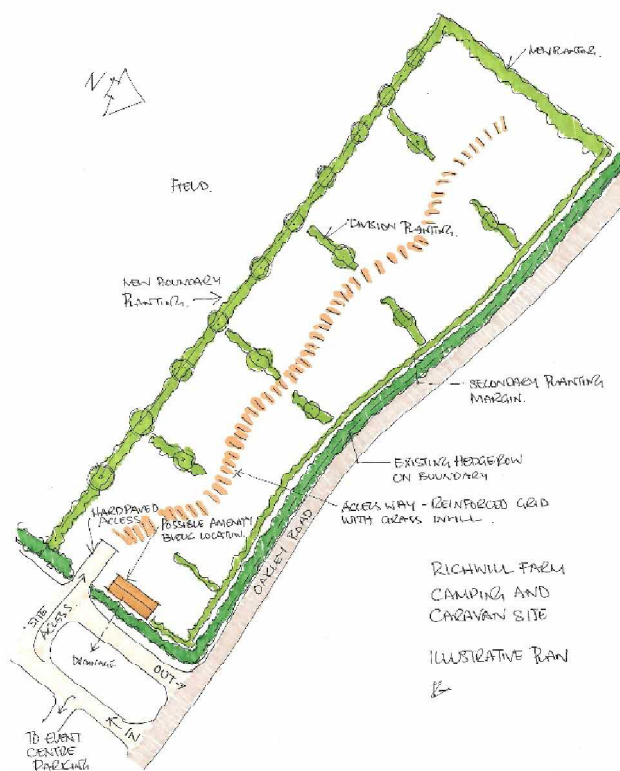 NEW PLANTING.
N
FIELD.
DIVISION PLANTING.
NEW BOUNDARY
PLANTING.
SECONDARY PLANTING
MARGIN.
EXISTING HEDGEROW
ON BOUNDARY
HARD PAVED
ACCESS
POSSIBLE AMENITY
BLOCK LOCATION.
ACCESS WAY - REINFORCED GRID
WITH GRASS INFILL.
OAKLEY ROAD
RICHWILL FARM
CAMPING AND
CARAVAN SITE
ILLUSTRATIVE PLAN
SITE
ACCESS
DRAINAGE
OUT
IN
TO EVENT
CENTRE
PARKING